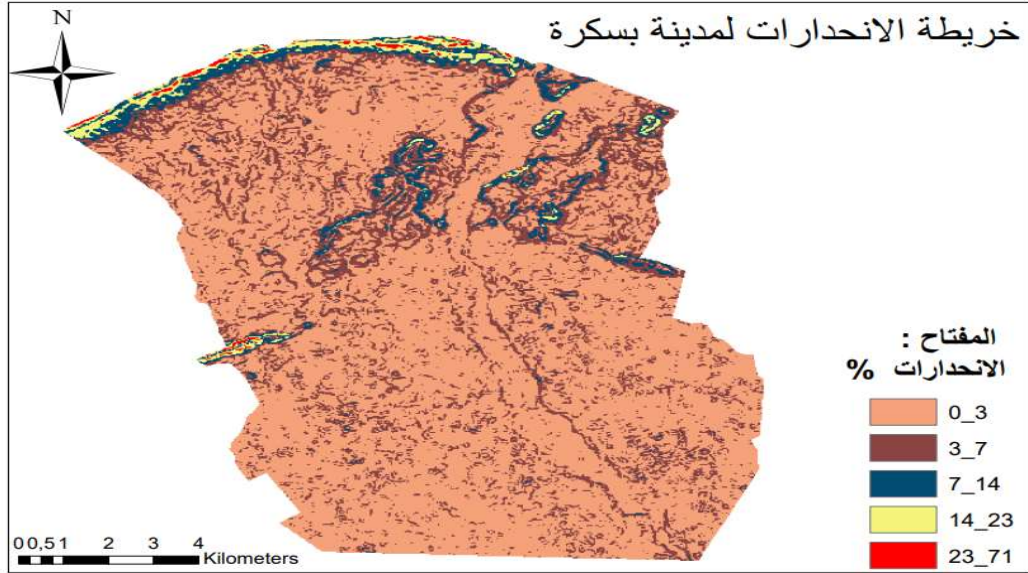 خريطة الانحدارات لمدينة بسكرة
N
المفتاح :
الانحدارات %
0_3
3_7
7_14
14_23
23_71
0 0,5 1 2 3 4
Kilometers